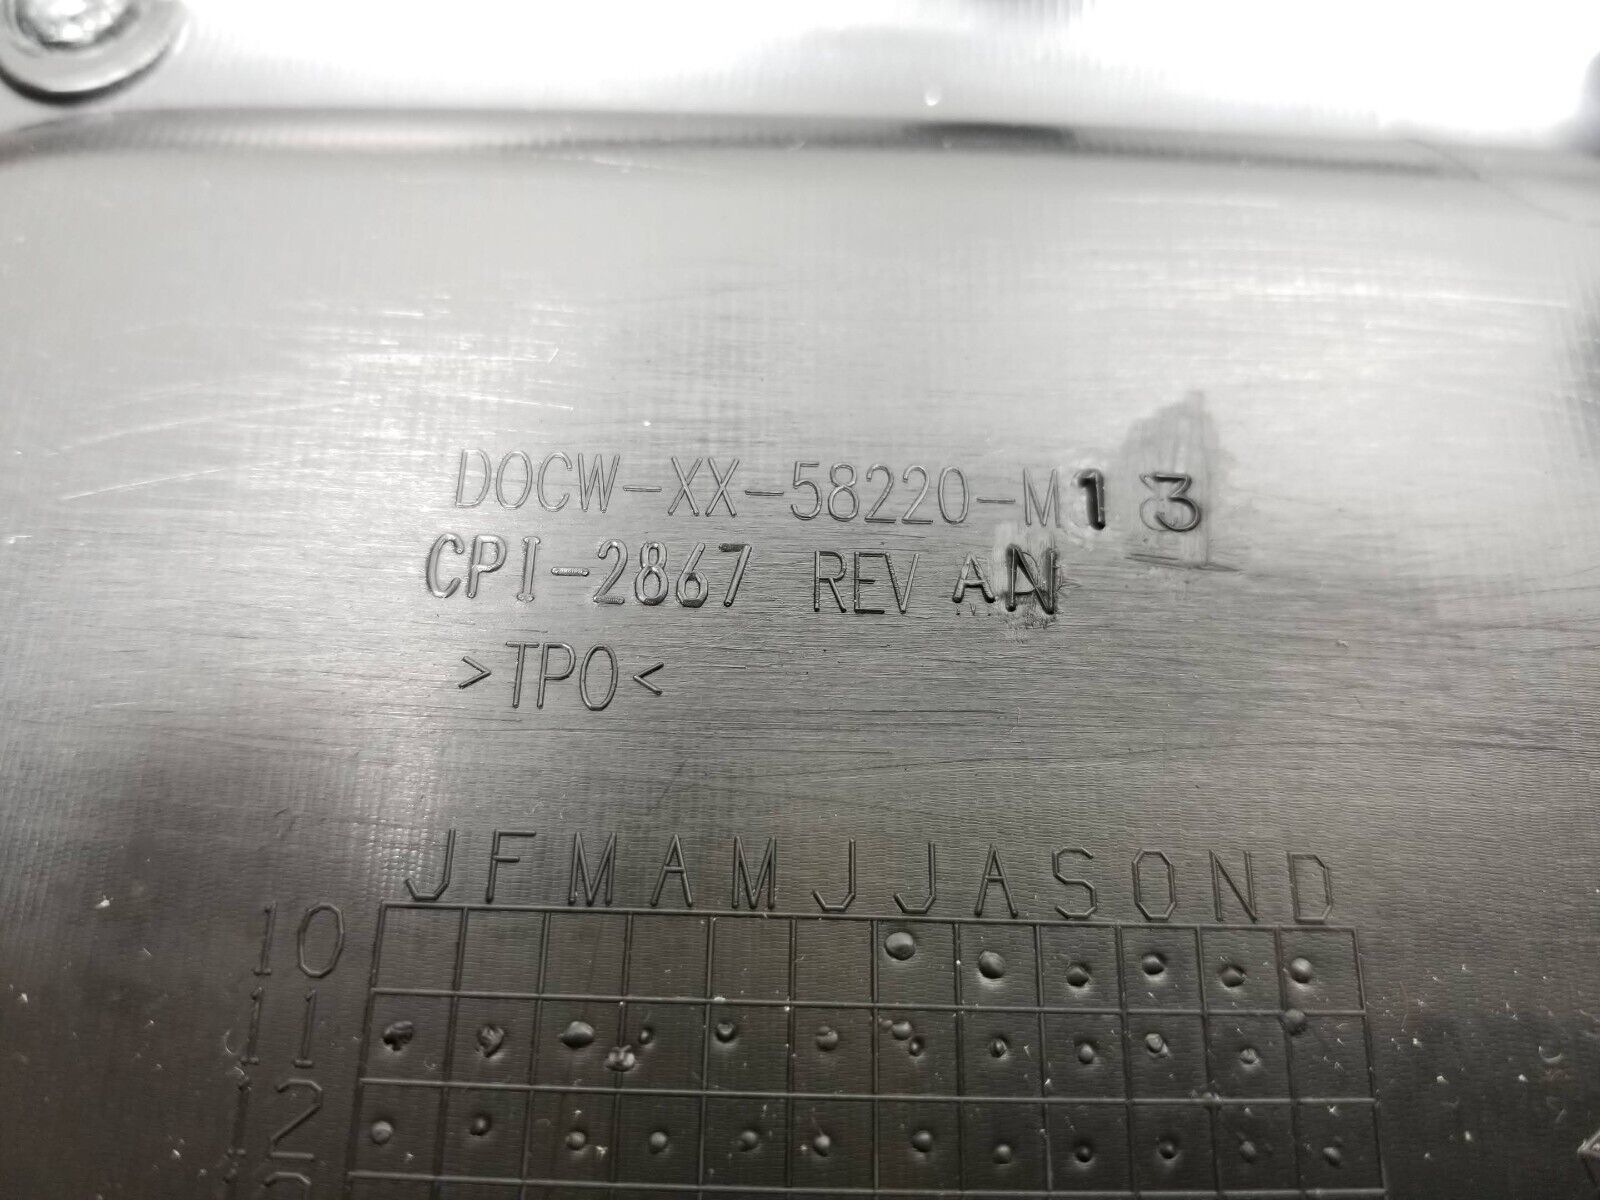 DOCW-XX-58220-M13
CPI-2867 REV AN
>TPO<
JFMAMJJASOND
10
11
12